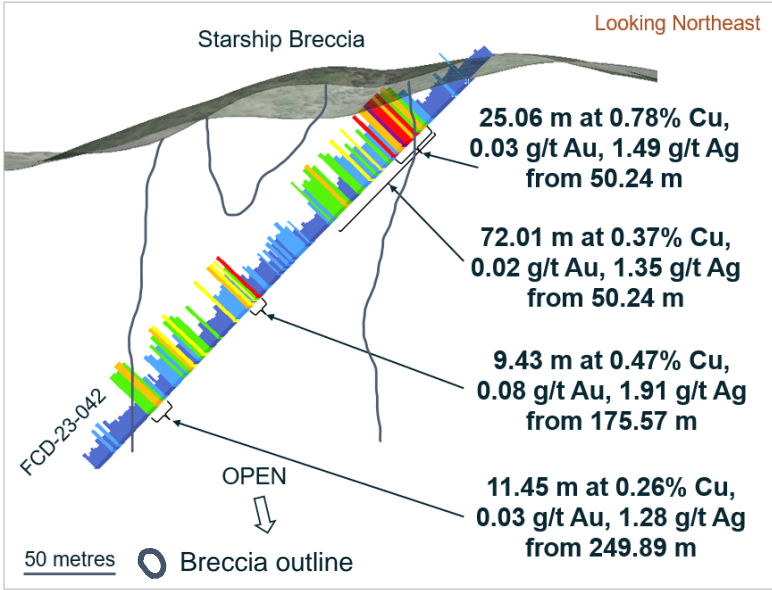 Looking Northeast
Starship Breccia
25.06 m at 0.78% Cu,
0.03 g/t Au, 1.49 g/t Ag
from 50.24 m
72.01 m at 0.37% Cu,
0.02 g/t Au, 1.35 g/t Ag
from 50.24 m
9.43 m at 0.47% Cu,
0.08 g/t Au, 1.91 g/t Ag
from 175.57 m
FCD-23-042
OPEN
11.45 m at 0.26% Cu,
0.03 g/t Au, 1.28 g/t Ag
from 249.89 m
50 metres
Breccia outline